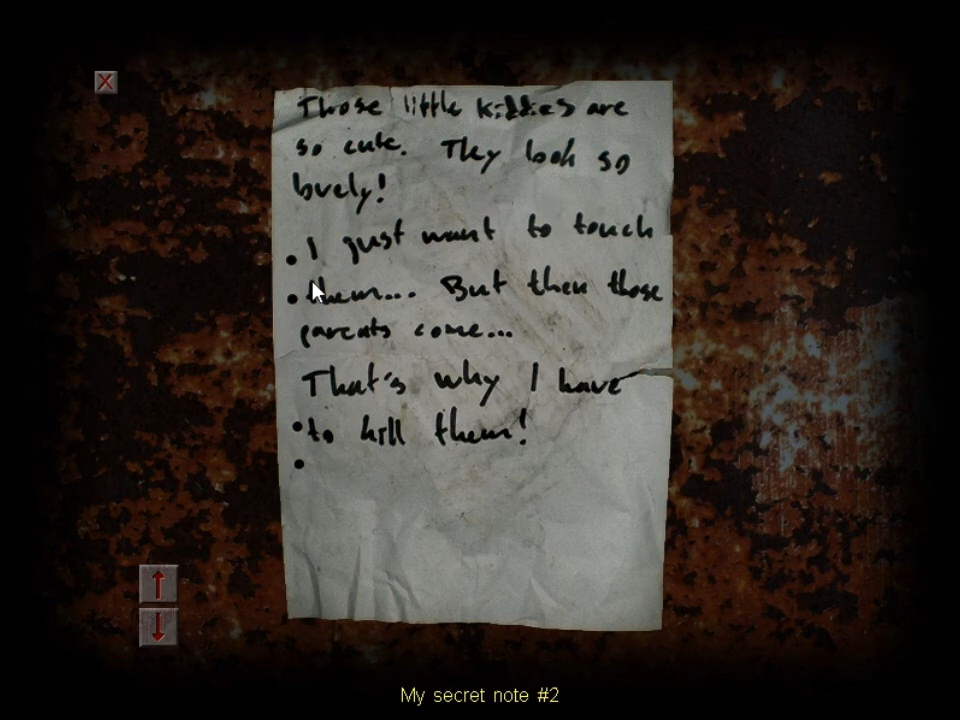 Those little kiddies are
so cute. They look so
lovely!
I just want to touch
them... But then those
parents come...
That's why I have
to kill them!
My secret note #2